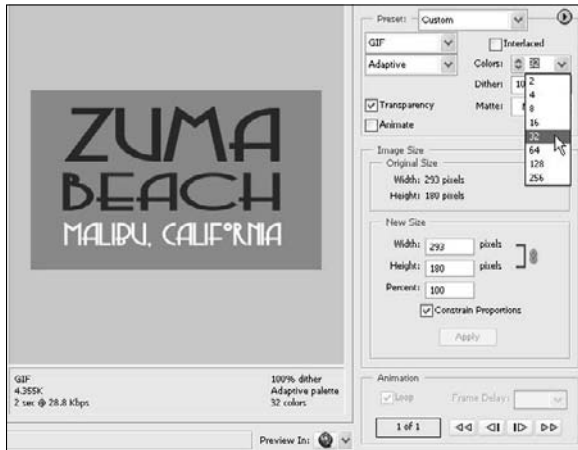 ZUMA
BEACH
MALIBU, CALIFORNIA
GIF
4.355K
2 sec @ 28.8 Kbps
100% dither
Adaptive palette
32 colors
Preview In:
Preset: Custom
GIF
Interlaced
Adaptive
Colors:
Dither: 10
Transparency
Matte:
Animate
2
4
8
16
32
64
128
256
Image Size
Original Size
Width: 293 pixels
Height: 180 pixels
New Size
Width: 293 pixels
Height: 180 pixels
Percent: 100
Constrain Proportions
Apply
Animation
Loop
Frame Delay:
1 of 1